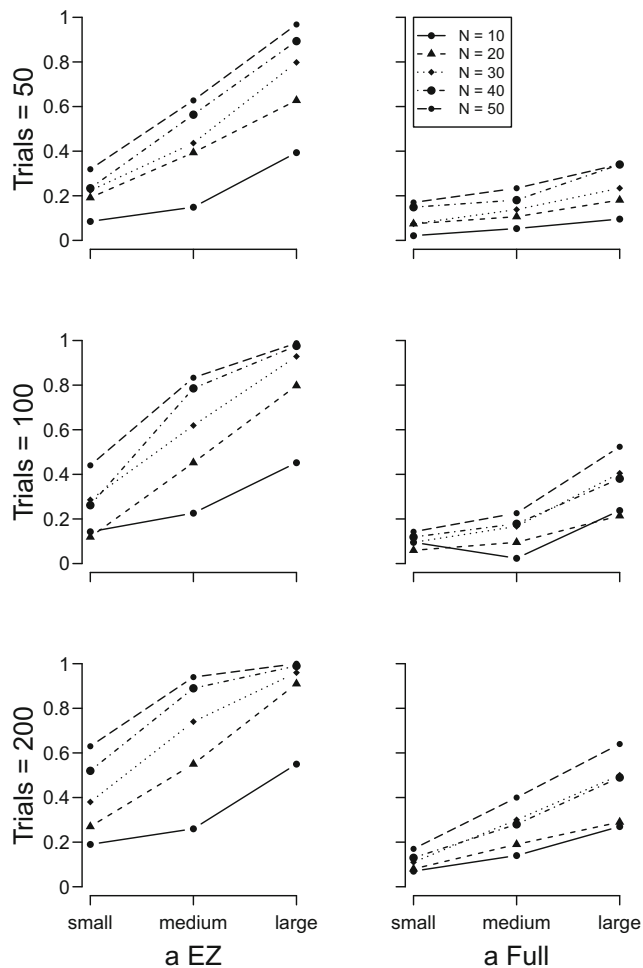 1
0.8
0.6
0.4
0.2
0
Trials = 50
N = 10
N = 20
N = 30
N = 40
N = 50
1
0.8
0.6
0.4
0.2
0
Trials = 100
1
0.8
0.6
0.4
0.2
0
Trials = 200
small medium large
a EZ
small medium large
a Full